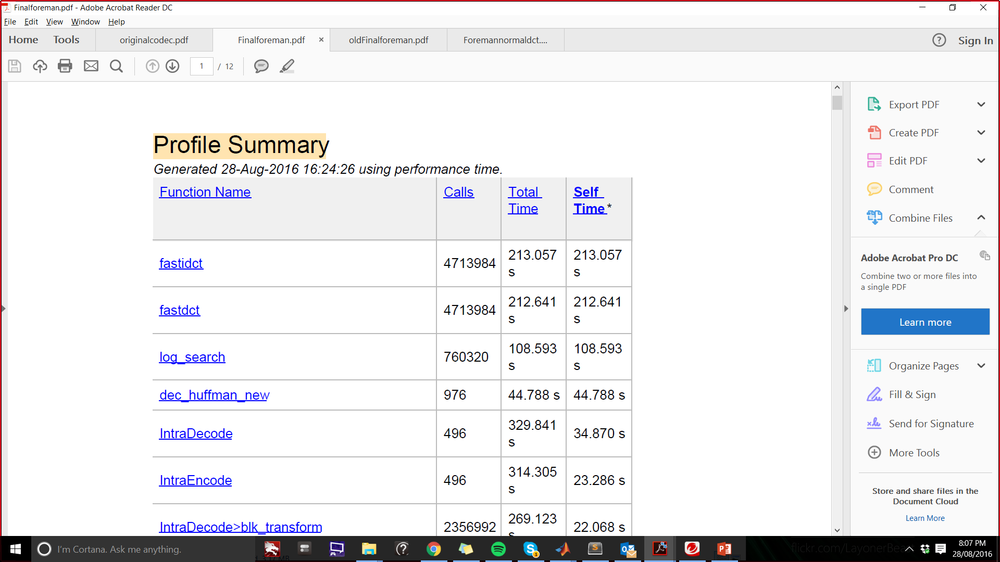 Finalforeman.pdf - Adobe Acrobat Reader DC
File Edit View Window Help
Home Tools originalcodec.pdf Finalforeman.pdf × oldFinalforeman.pdf Foremannormaldct.... ? Sign In
1 / 12
Profile Summary
Generated 28-Aug-2016 16:24:26 using performance time.
Function Name Calls Total Time Self Time*
fastidct 4713984 213.057 s 213.057 s
fastdct 4713984 212.641 s 212.641 s
log_search 760320 108.593 s 108.593 s
dec_huffman_new 976 44.788 s 44.788 s
IntraDecode 496 329.841 s 34.870 s
IntraEncode 496 314.305 s 23.286 s
IntraDecode>blk_transform 2356992 269.123 s 22.068 s
Export PDF
Create PDF
Edit PDF
Comment
Combine Files
Adobe Acrobat Pro DC
Combine two or more files into
a single PDF
Learn more
Organize Pages
Fill & Sign
Send for Signature
More Tools
Store and share files in the
Document Cloud
Learn More
I'm Cortana. Ask me anything.
8:07 PM
28/08/2016